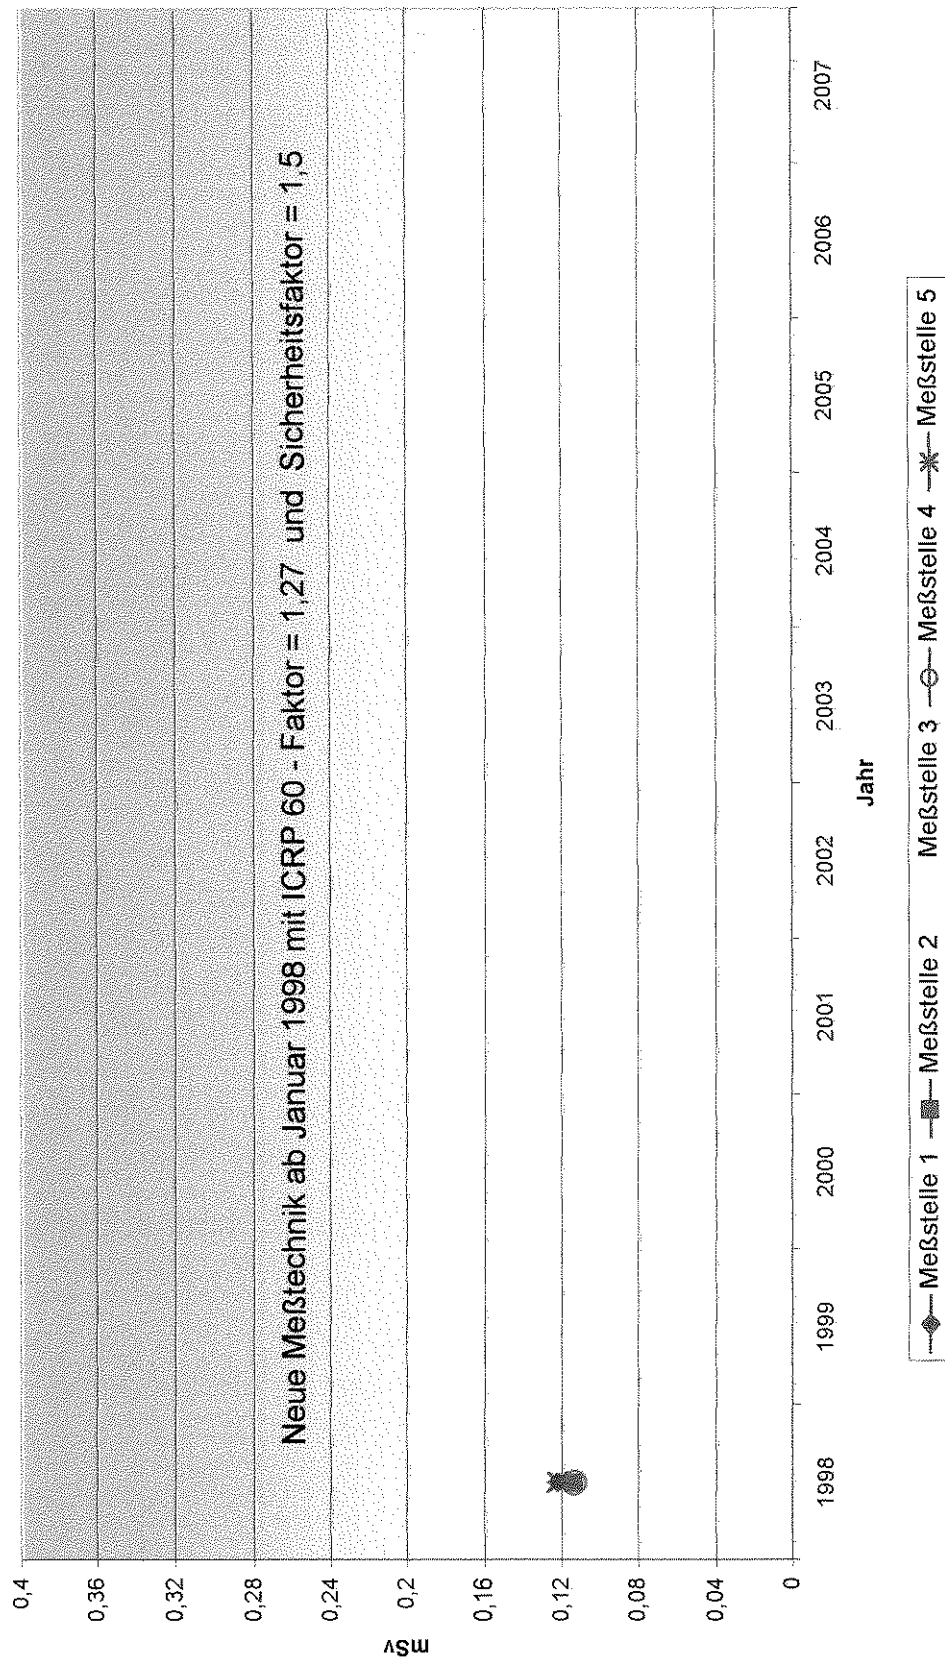 Neue Meßtechnik ab Januar 1998 mit ICRP 60 - Faktor = 1,27 und Sicherheitsfaktor = 1,5
mSv
0,4
0,36
0,32
0,28
0,24
0,2
0,16
0,12
0,08
0,04
0
1998 1999 2000 2001 2002 2003 2004 2005 2006 2007
Jahr
Meßstelle 1 Meßstelle 2 Meßstelle 3 Meßstelle 4 Meßstelle 5